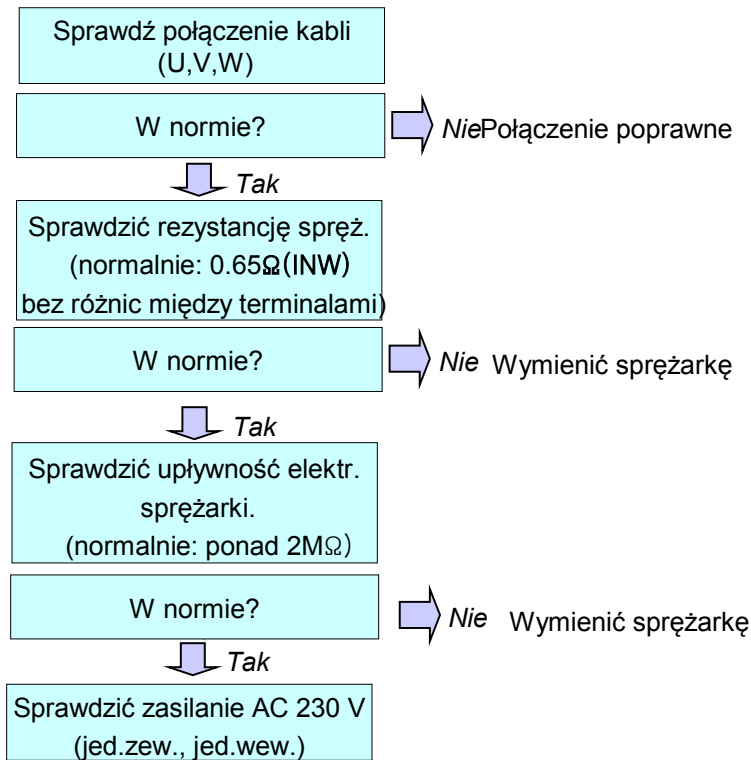 Sprawdź połączenie kabli
(U,V,W)
W normie?
NiePołączenie poprawne
Tak
Sprawdzić rezystancję spręż.
(normalnie: 0.65Ω(INW)
bez różnic między terminalami)
W normie?
Nie Wymienić sprężarkę
Tak
Sprawdzić upływność elektr.
sprężarki.
(normalnie: ponad 2MΩ)
W normie?
Nie Wymienić sprężarkę
Tak
Sprawdzić zasilanie AC 230 V
(jed.zew., jed.wew.)